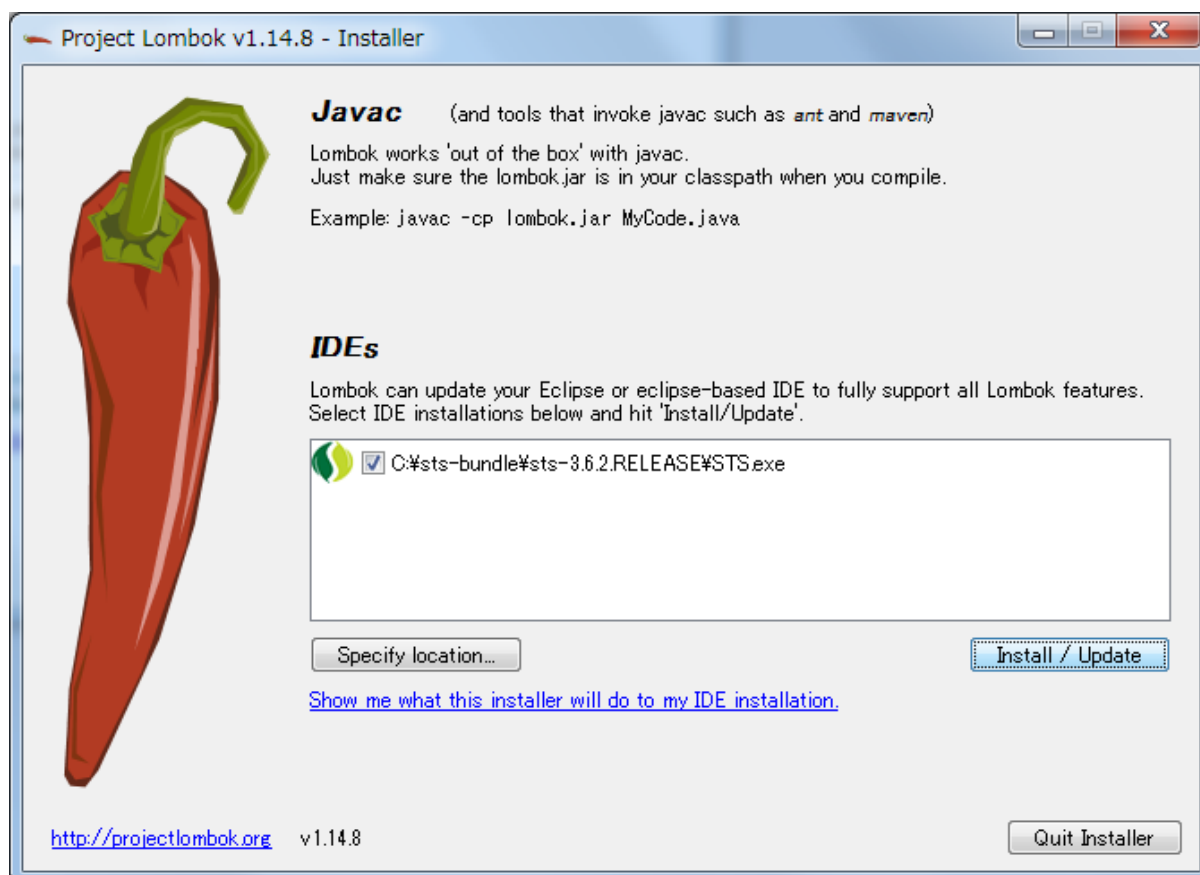 Project Lombok v1.14.8 - Installer
Javac (and tools that invoke javac such as ant and maven)
Lombok works 'out of the box' with javac.
Just make sure the lombok.jar is in your classpath when you compile.
Example: javac -cp lombok.jar MyCode.java
IDEs
Lombok can update your Eclipse or eclipse-based IDE to fully support all Lombok features.
Select IDE installations below and hit 'Install/Update'.
C:¥sts-bundle¥sts-3.6.2.RELEASE¥STS.exe
Specify location...
Install / Update
Show me what this installer will do to my IDE installation.
http://projectlombok.org v1.14.8
Quit Installer